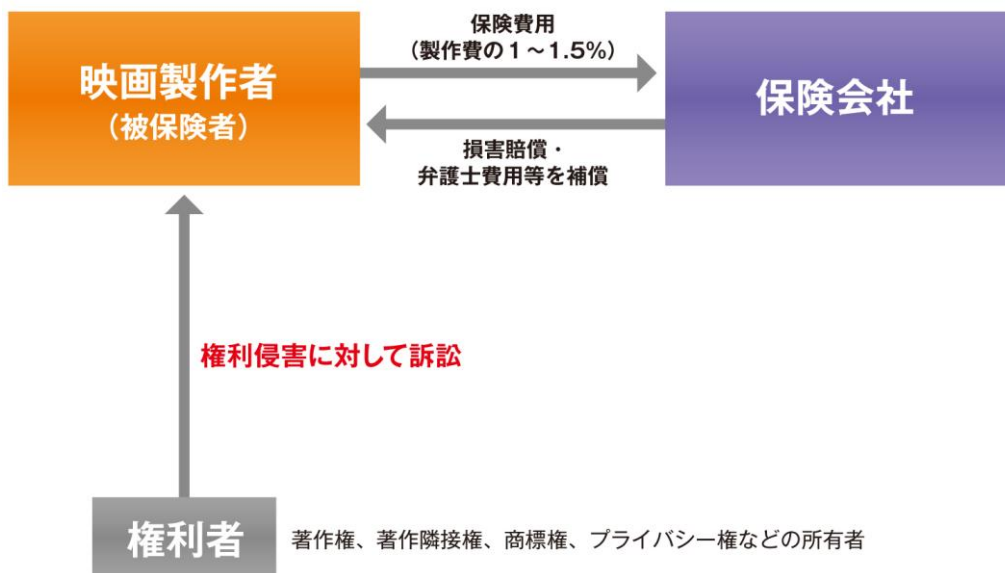 保険費用
（製作費の1～1.5%）
映画製作者
（被保険者）
保険会社
損害賠償・
弁護士費用等を補償
権利侵害に対して訴訟
権利者
著作権、著作隣接権、商標権、プライバシー権などの所有者